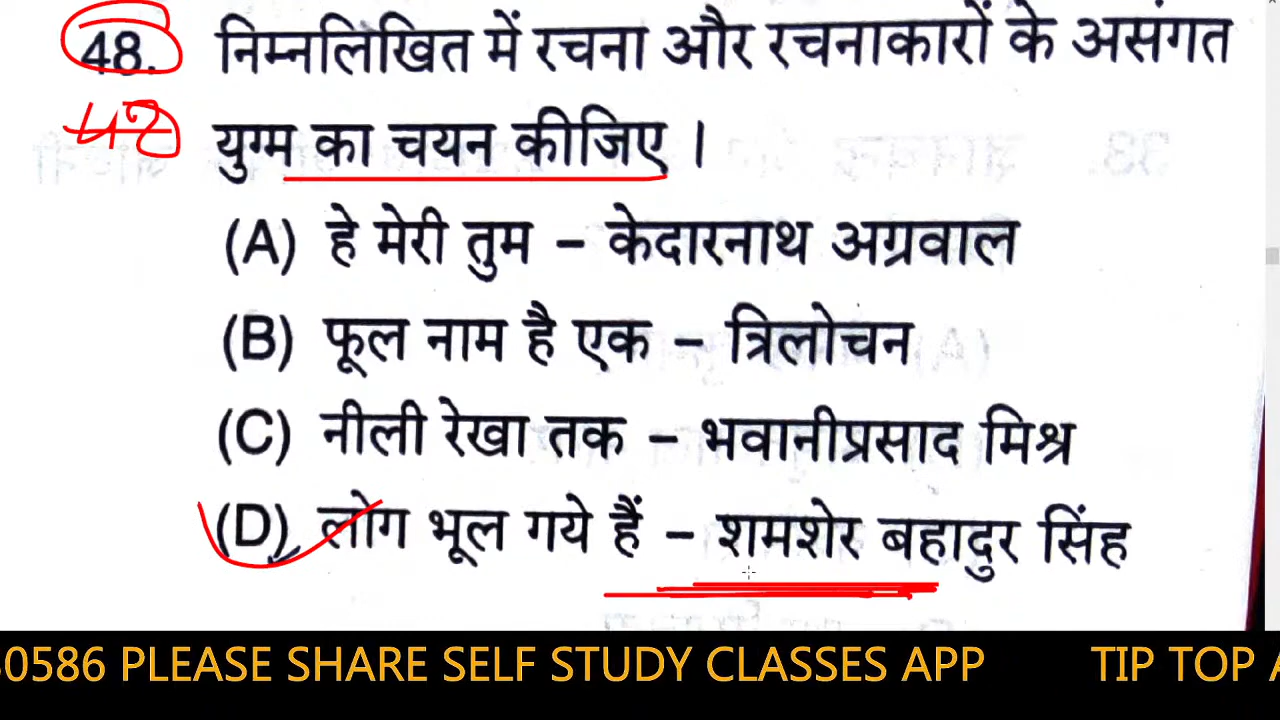 48. निम्नलिखित में रचना और रचनाकारों के असंगत
48 युग्म का चयन कीजिए ।
(A) हे मेरी तुम – केदारनाथ अग्रवाल
(B) फूल नाम है एक – त्रिलोचन
(C) नीली रेखा तक – भवानीप्रसाद मिश्र
(D) लोग भूल गये हैं – शमशेर बहादुर सिंह
0586 PLEASE SHARE SELF STUDY CLASSES APP TIP TOP A